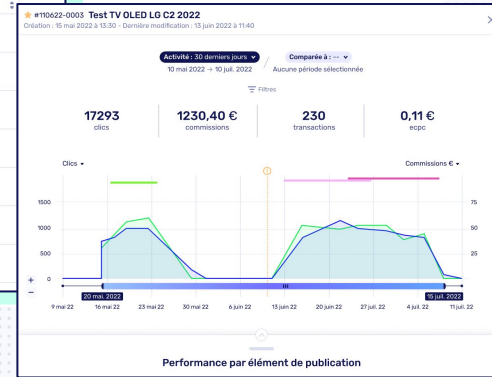 #110622-0003 Test TV OLED LG C2 2022
Création : 15 mai 2022 à 13:30 - Dernière modification : 13 juin 2022 à 11:40
Activité : 30 derniers jours / Comparée à : --
10 mai 2022 → 10 juil. 2022 Aucune période sélectionnée
Filtres
17293 1230,40 € 230 0,11 €
clics commissions transactions ecpc
Clics Commissions €
1500 75
1000 50
500 25
0
+
−
20 mai. 2022 15 juil. 2022
9 mai 22 16 mai 22 23 mai 22 30 mai 22 6 juin 22 13 juin 22 20 juin 22 27 juil. 22 4 juil. 22 11 juil. 22
Performance par élément de publication